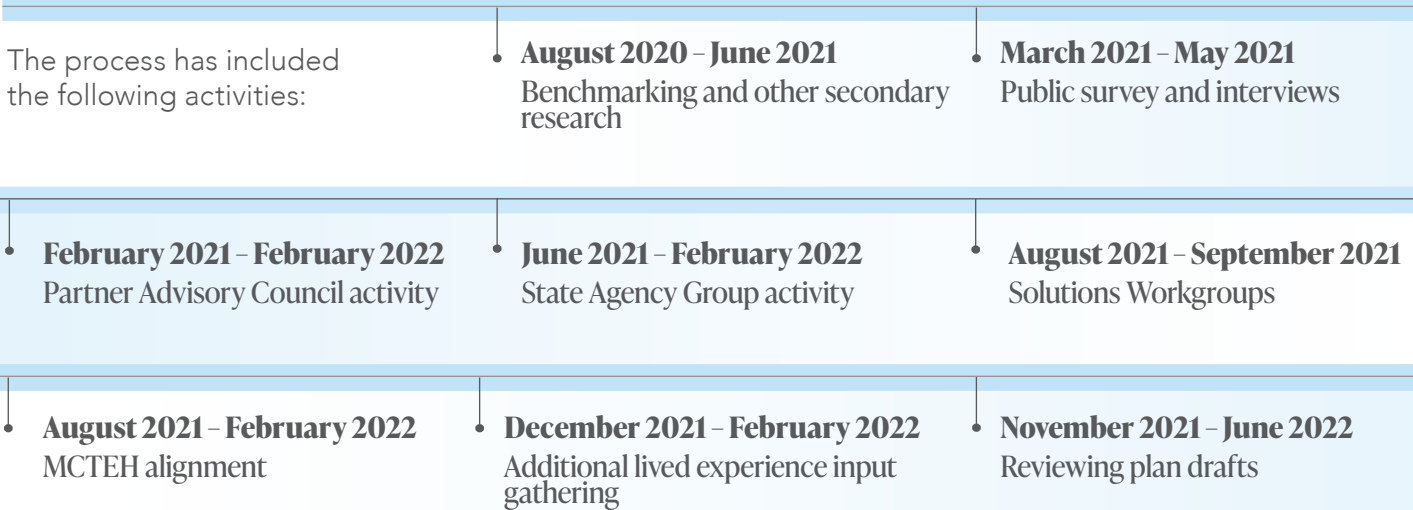 The process has included
the following activities:
August 2020 – June 2021
Benchmarking and other secondary
research
March 2021 – May 2021
Public survey and interviews
February 2021 – February 2022
Partner Advisory Council activity
June 2021 – February 2022
State Agency Group activity
August 2021 – September 2021
Solutions Workgroups
August 2021 – February 2022
MCTEH alignment
December 2021 – February 2022
Additional lived experience input
gathering
November 2021 – June 2022
Reviewing plan drafts